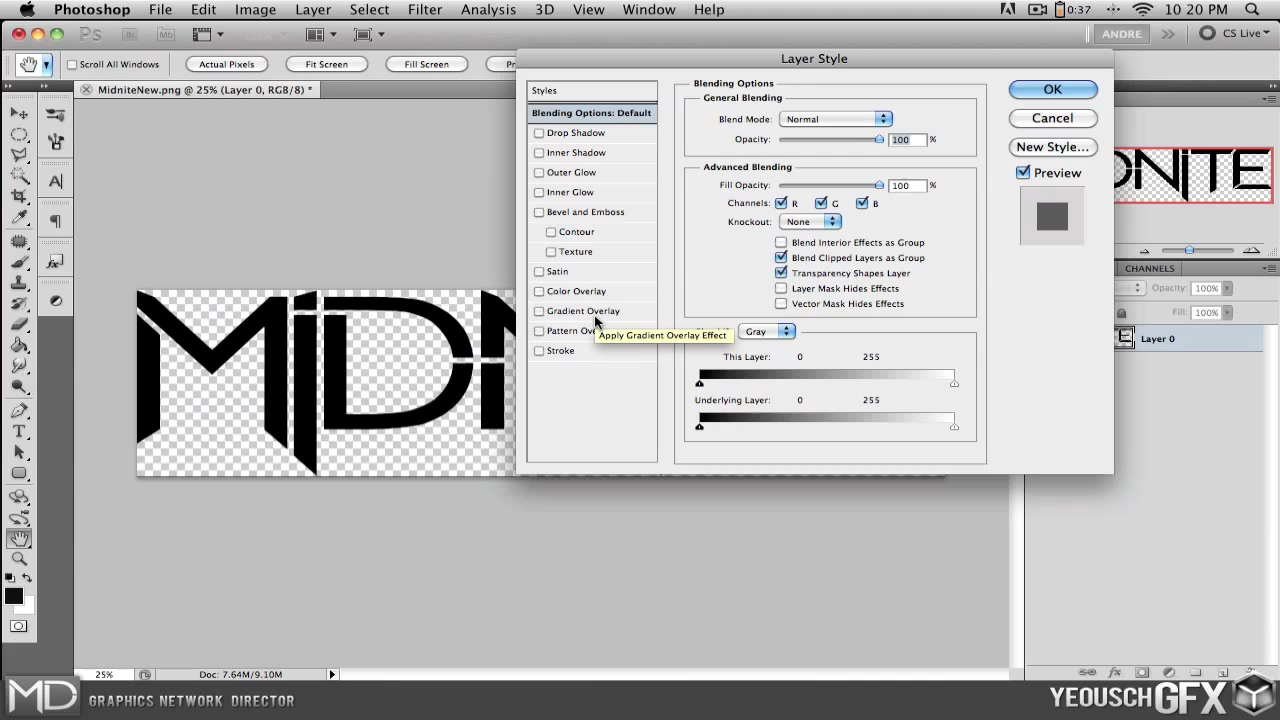 Photoshop File Edit Image Layer Select Filter Analysis 3D View Window Help 0:37 10:20 PM
Ps Br Mb ANDRE CS Live
Scroll All Windows Actual Pixels Fit Screen Fill Screen
Layer Style
MidniteNew.png @ 25% (Layer 0, RGB/8) *
Styles
Blending Options: Default
Drop Shadow
Inner Shadow
Outer Glow
Inner Glow
Bevel and Emboss
Contour
Texture
Satin
Color Overlay
Gradient Overlay
Pattern Ove
Stroke
Apply Gradient Overlay Effect
Blending Options
General Blending
Blend Mode: Normal
Opacity: 100 %
Advanced Blending
Fill Opacity: 100 %
Channels: R G B
Knockout: None
Blend Interior Effects as Group
Blend Clipped Layers as Group
Transparency Shapes Layer
Layer Mask Hides Effects
Vector Mask Hides Effects
Gray
This Layer: 0 255
Underlying Layer: 0 255
OK
Cancel
New Style...
Preview
CHANNELS
Opacity: 100%
Fill: 100%
Layer 0
25% Doc: 7.64M/9.10M
MD GRAPHICS NETWORK DIRECTOR
YEOUSCHGFX